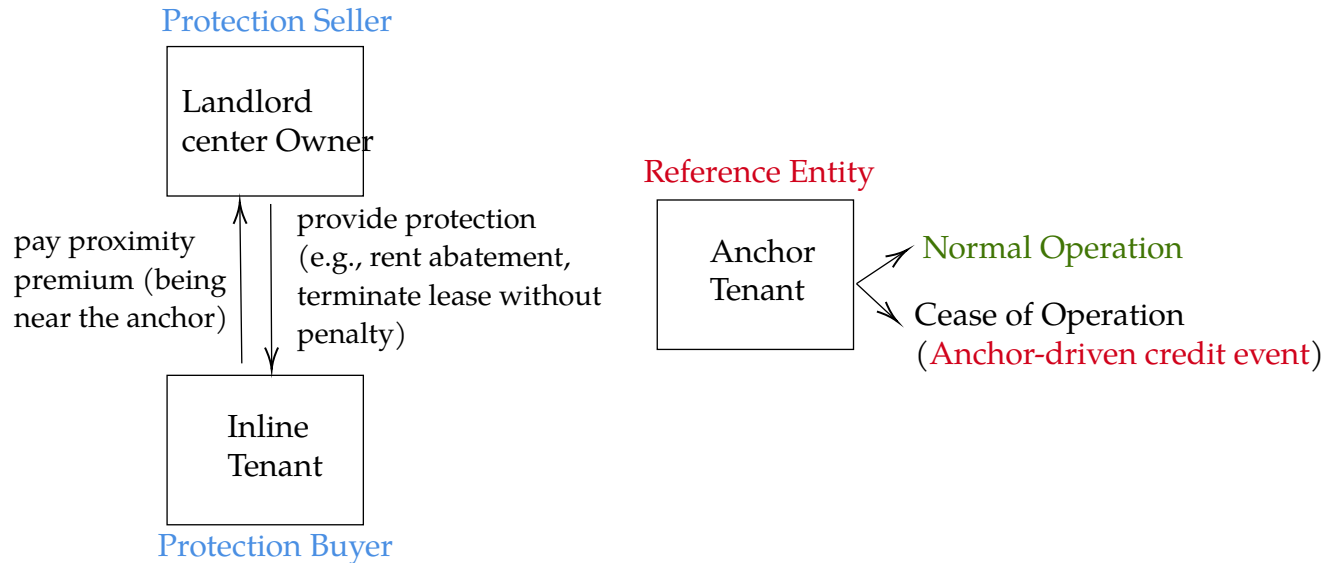 Protection Seller
Landlord
center Owner
pay proximity
premium (being
near the anchor)
provide protection
(e.g., rent abatement,
terminate lease without
penalty)
Inline
Tenant
Protection Buyer
Reference Entity
Anchor
Tenant
Normal Operation
Cease of Operation
(Anchor-driven credit event)